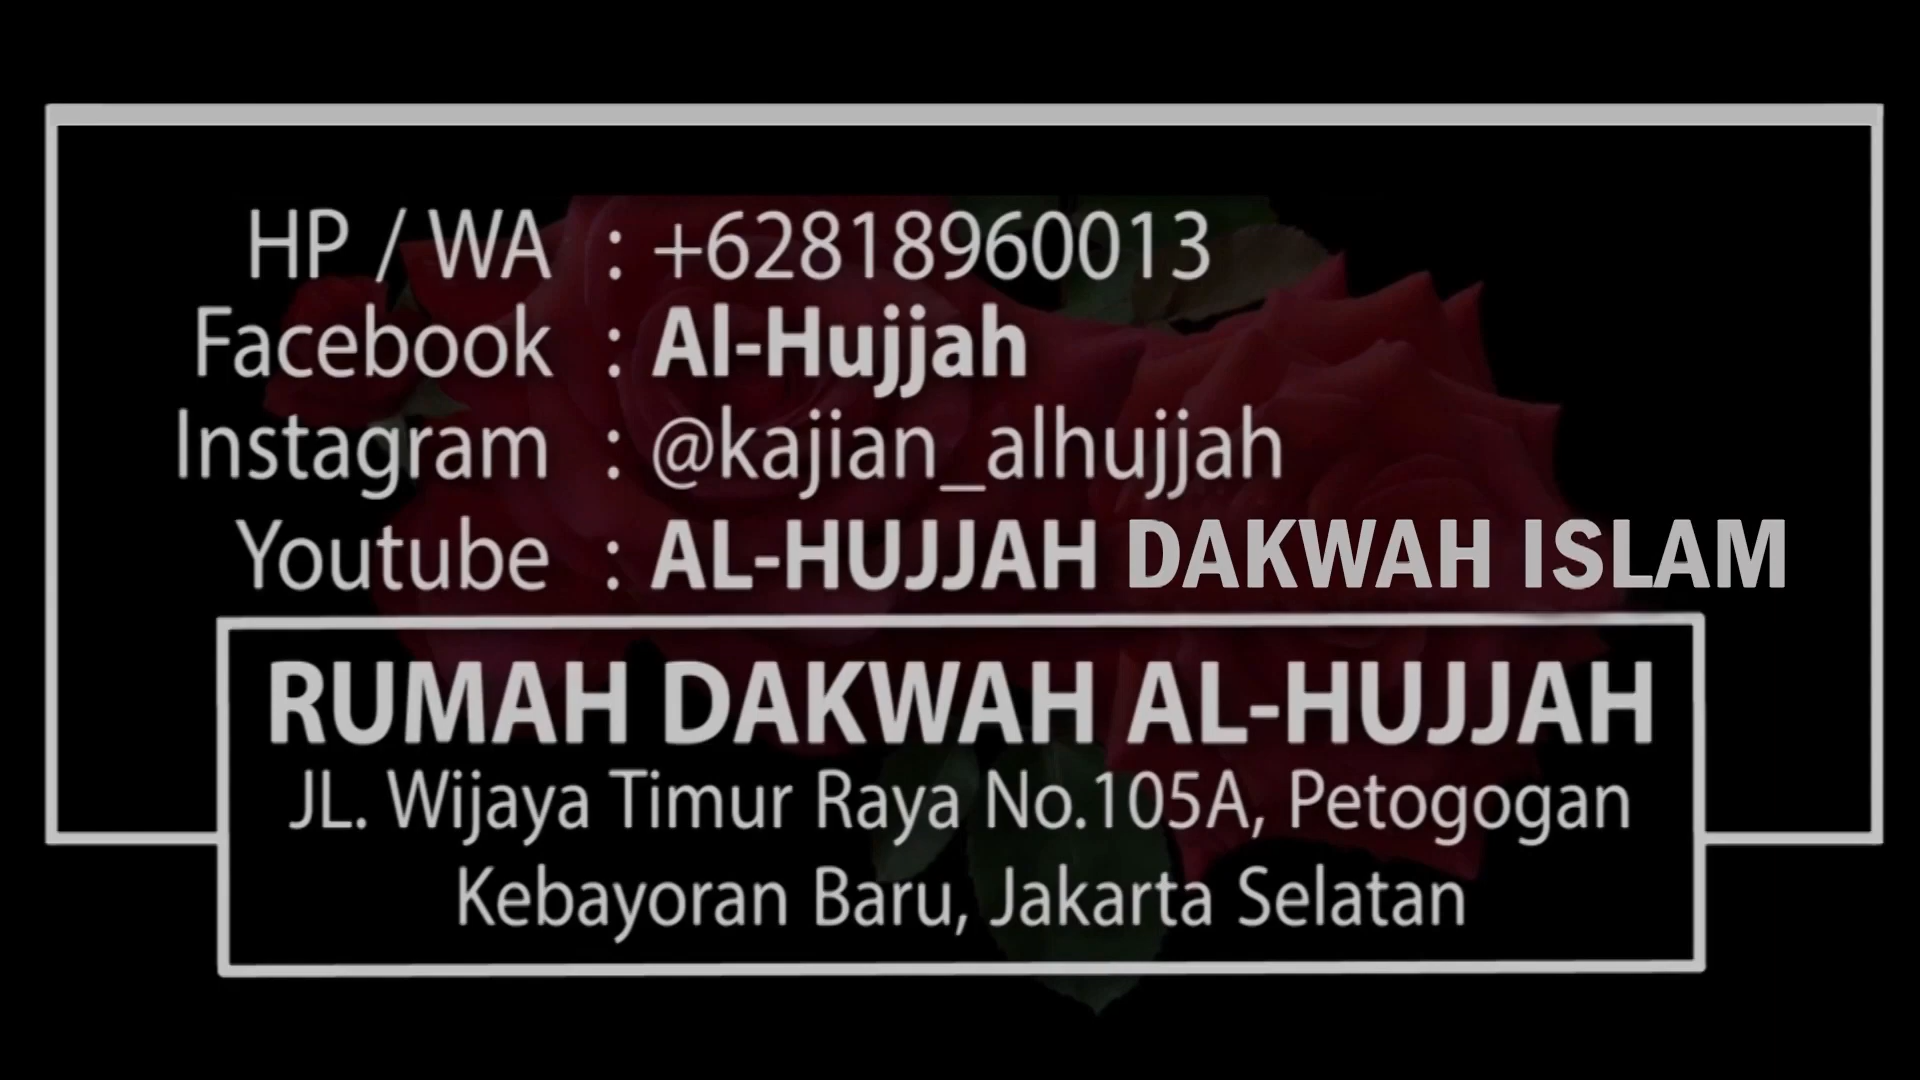 HP / WA : +62818960013
Facebook : Al-Hujjah
Instagram : @kajian_alhujjah
Youtube : AL-HUJJAH DAKWAH ISLAM
RUMAH DAKWAH AL-HUJJAH
JL. Wijaya Timur Raya No.105A, Petogogan
Kebayoran Baru, Jakarta Selatan